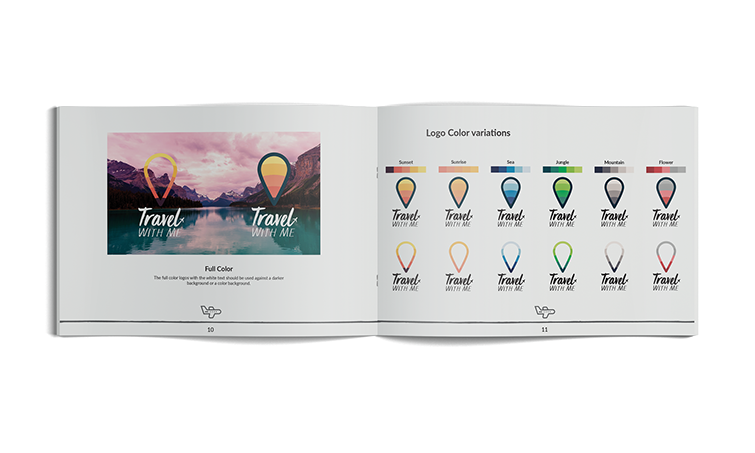 Travel
WITH ME
Travel
WITH ME
Full Color
The full color logos with the white text should be used against a darker
background or a color background.
10
Logo Color variations
Sunset
Sunrise
Sea
Jungle
Mountain
Flower
Travel
WITH ME
Travel
WITH ME
Travel
WITH ME
Travel
WITH ME
Travel
WITH ME
Travel
WITH ME
Travel
WITH ME
Travel
WITH ME
Travel
WITH ME
Travel
WITH ME
Travel
WITH ME
Travel
WITH ME
11